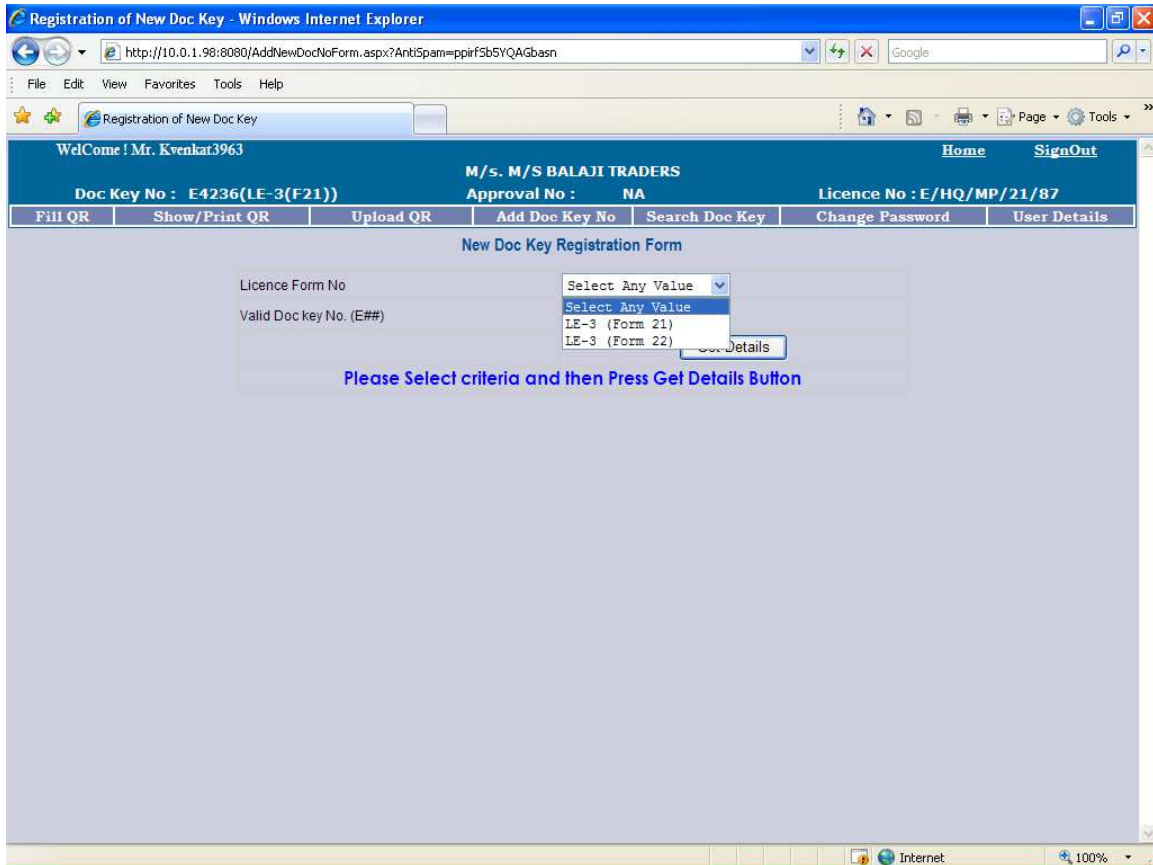 Registration of New Doc Key - Windows Internet Explorer
http://10.0.1.98:8080/AddNewDocNoForm.aspx?AntiSpam=ppirfSb5YQAGbasn
Google
File Edit View Favorites Tools Help
Registration of New Doc Key
Page Tools
WelCome ! Mr. Kvenkat3963 Home SignOut
M/s. M/S BALAJI TRADERS
Doc Key No : E4236(LE-3(F21)) Approval No : NA Licence No : E/HQ/MP/21/87
Fill QR Show/Print QR Upload QR Add Doc Key No Search Doc Key Change Password User Details
New Doc Key Registration Form
Licence Form No Select Any Value
Select Any Value
Valid Doc key No. (E##) LE-3 (Form 21)
LE-3 (Form 22)
Details
Please Select criteria and then Press Get Details Button
Internet 100%